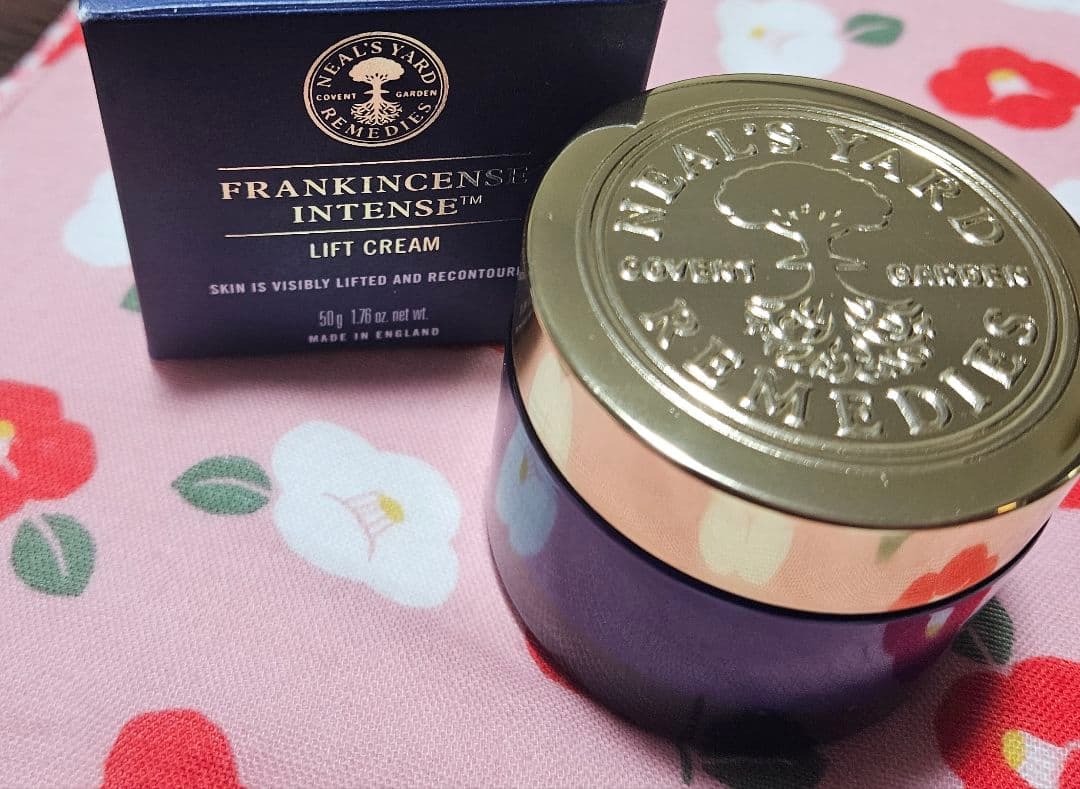 NEAL'S YARD
COVENT GARDEN
REMEDIES
FRANKINCENSE
INTENSE™
LIFT CREAM
SKIN IS VISIBLY LIFTED AND
50g 1.76 oz. net wt.
MADE IN ENGLAND
NEAL'S YARD
COVENT GARDEN
REMEDIES